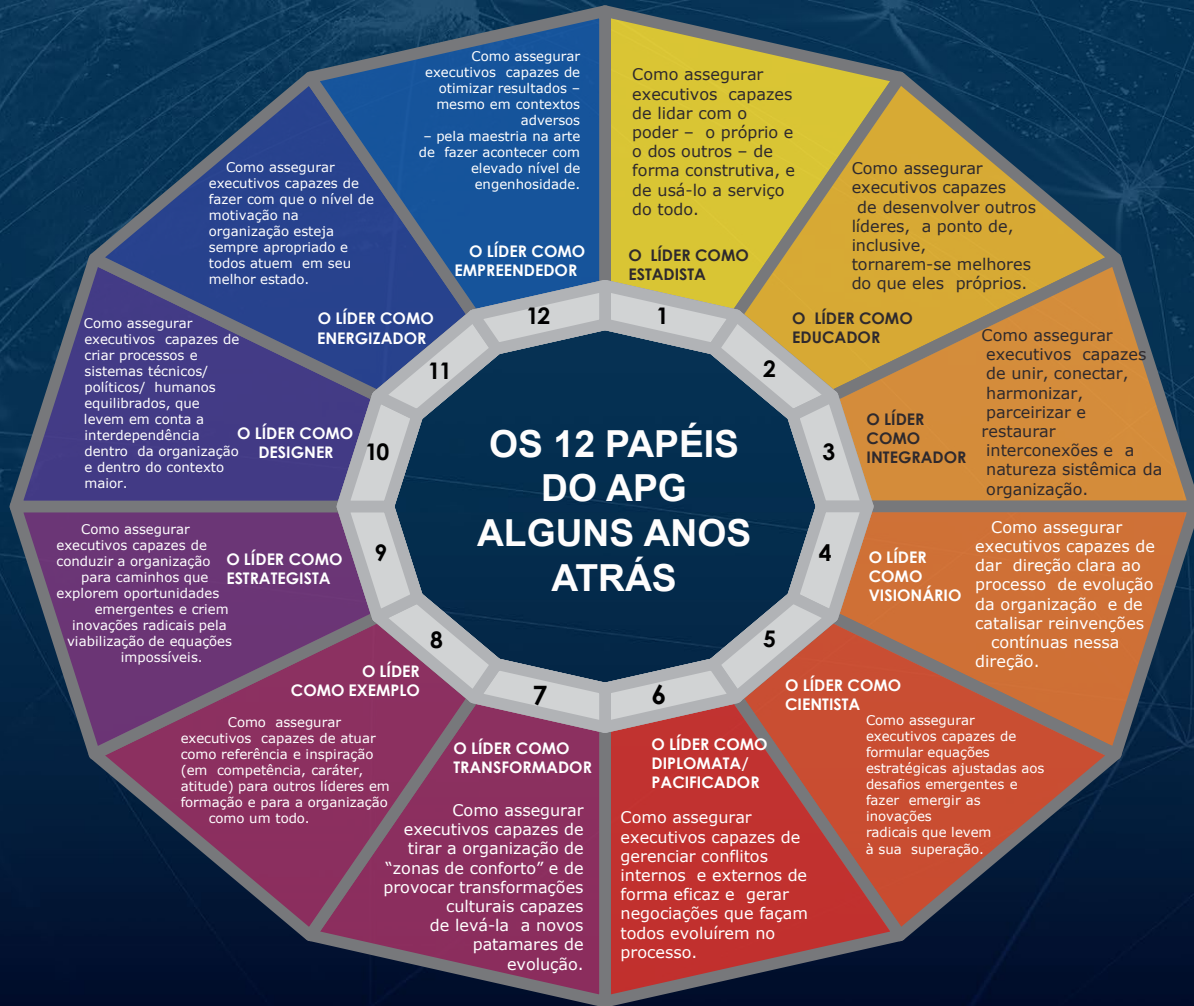 OS 12 PAPÉIS
DO APG
ALGUNS ANOS
ATRÁS
1
O LÍDER COMO
ESTADISTA
Como assegurar
executivos capazes
de lidar com o
poder – o próprio e
o dos outros – de
forma construtiva, e
de usá-lo a serviço
do todo.
2
O LÍDER COMO
EDUCADOR
Como assegurar
executivos capazes
de desenvolver outros
líderes, a ponto de,
inclusive,
tornarem-se melhores
do que eles próprios.
3
O LÍDER
COMO
INTEGRADOR
Como assegurar
executivos capazes
de unir, conectar,
harmonizar,
parceirizar e
restaurar
interconexões e a
natureza sistêmica da
organização.
4
O LÍDER
COMO
VISIONÁRIO
Como assegurar
executivos capazes de
dar direção clara ao
processo de evolução
da organização e de
catalisar reinvenções
contínuas nessa
direção.
5
O LÍDER COMO
CIENTISTA
Como assegurar
executivos capazes de
formular equações
estratégicas ajustadas aos
desafios emergentes e
fazer emergir as
inovações
radicais que levem
à sua superação.
6
O LÍDER COMO
DIPLOMATA/
PACIFICADOR
Como assegurar
executivos capazes de
gerenciar conflitos
internos e externos de
forma eficaz e gerar
negociações que façam
todos evoluírem no
processo.
7
O LÍDER COMO
TRANSFORMADOR
Como assegurar
executivos capazes de
tirar a organização de
“zonas de conforto” e de
provocar transformações
culturais capazes
de levá-la a novos
patamares de
evolução.
8
O LÍDER
COMO EXEMPLO
Como assegurar
executivos capazes de atuar
como referência e inspiração
(em competência, caráter,
atitude) para outros líderes em
formação e para a organização
como um todo.
9
O LÍDER COMO
ESTRATEGISTA
Como assegurar
executivos capazes de
conduzir a organização
para caminhos que
explorem oportunidades
emergentes e criem
inovações radicais pela
viabilização de equações
impossíveis.
10
O LÍDER COMO
DESIGNER
Como assegurar
executivos capazes de
criar processos e
sistemas técnicos/
políticos/ humanos
equilibrados, que
levem em conta a
interdependência
dentro da organização
e dentro do contexto
maior.
11
O LÍDER COMO
ENERGIZADOR
Como assegurar
executivos capazes de
fazer com que o nível de
motivação na
organização esteja
sempre apropriado e
todos atuem em seu
melhor estado.
12
O LÍDER COMO
EMPREENDEDOR
Como assegurar
executivos capazes de
otimizar resultados –
mesmo em contextos
adversos
– pela maestria na arte
de fazer acontecer com
elevado nível de
engenhosidade.